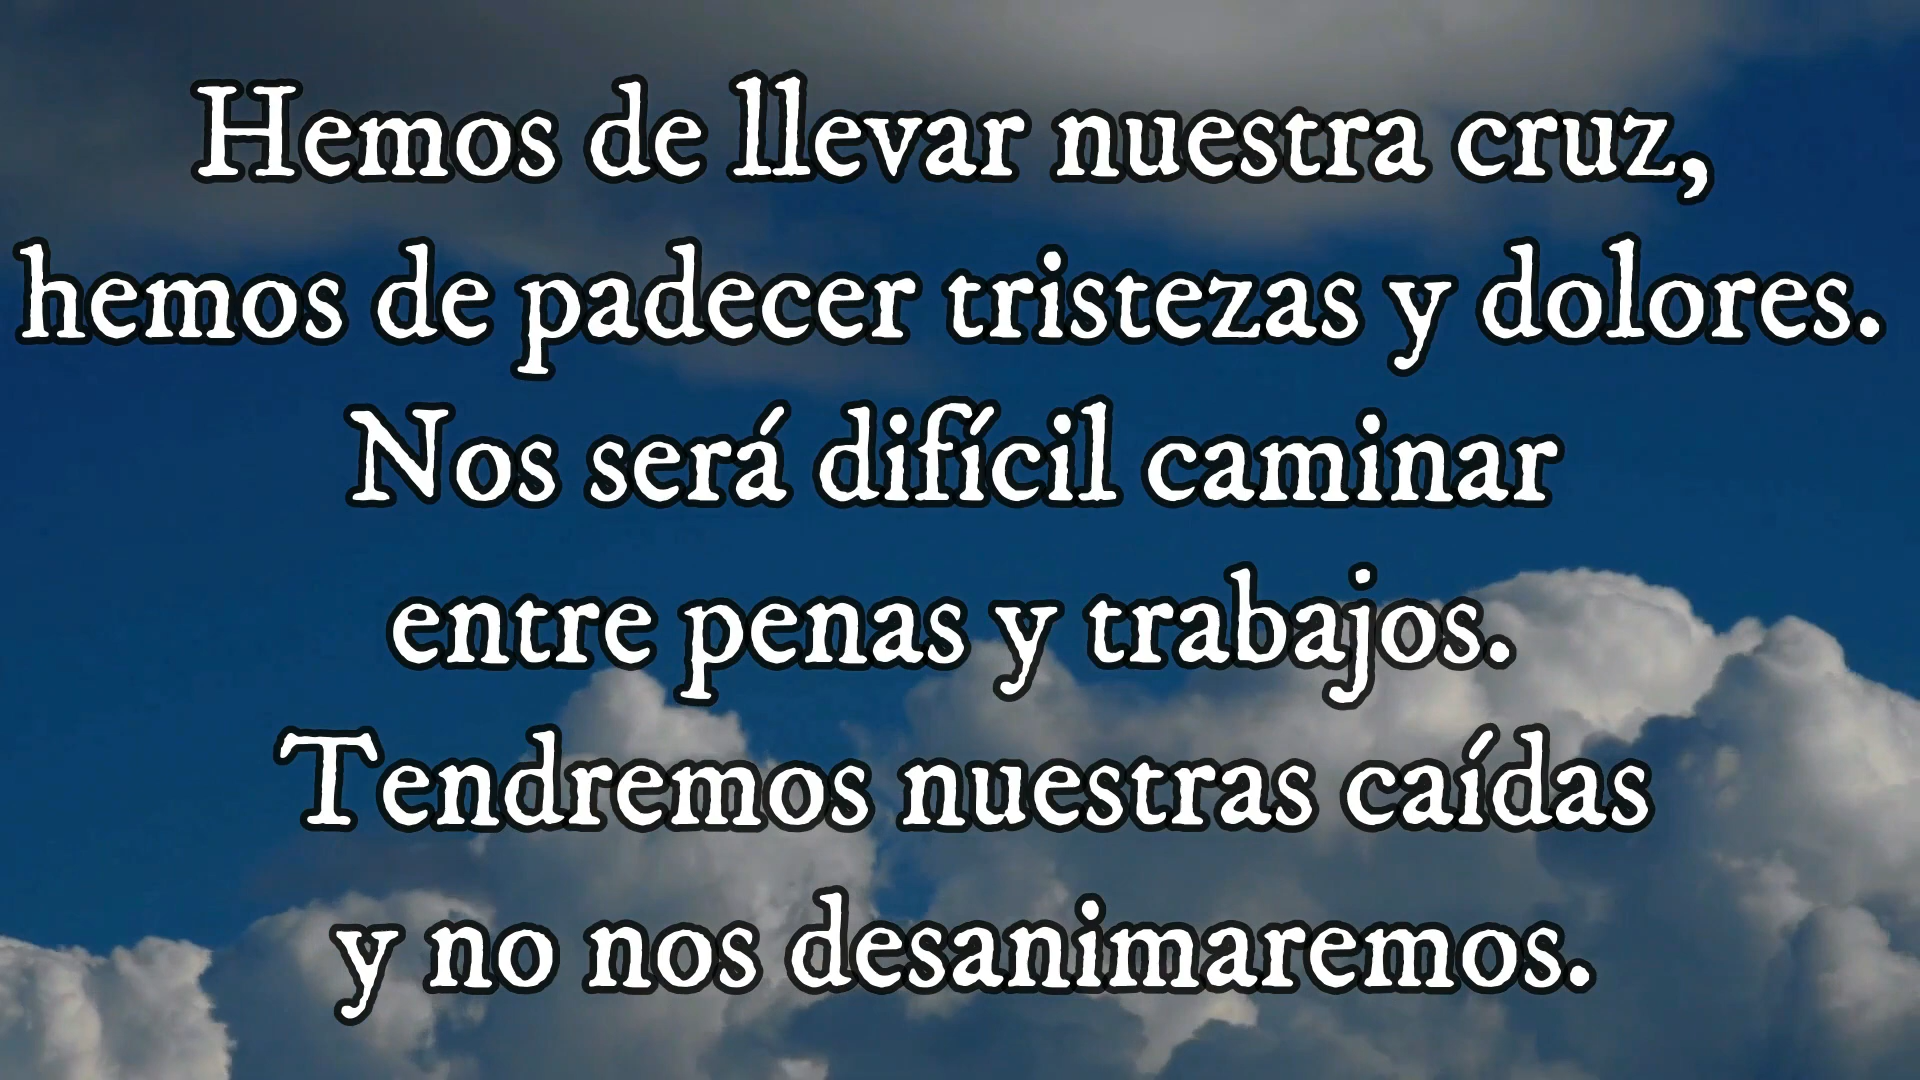 Hemos de llevar nuestra cruz,
hemos de padecer tristezas y dolores.
Nos será difícil caminar
entre penas y trabajos.
Tendremos nuestras caídas
y no nos desanimaremos.